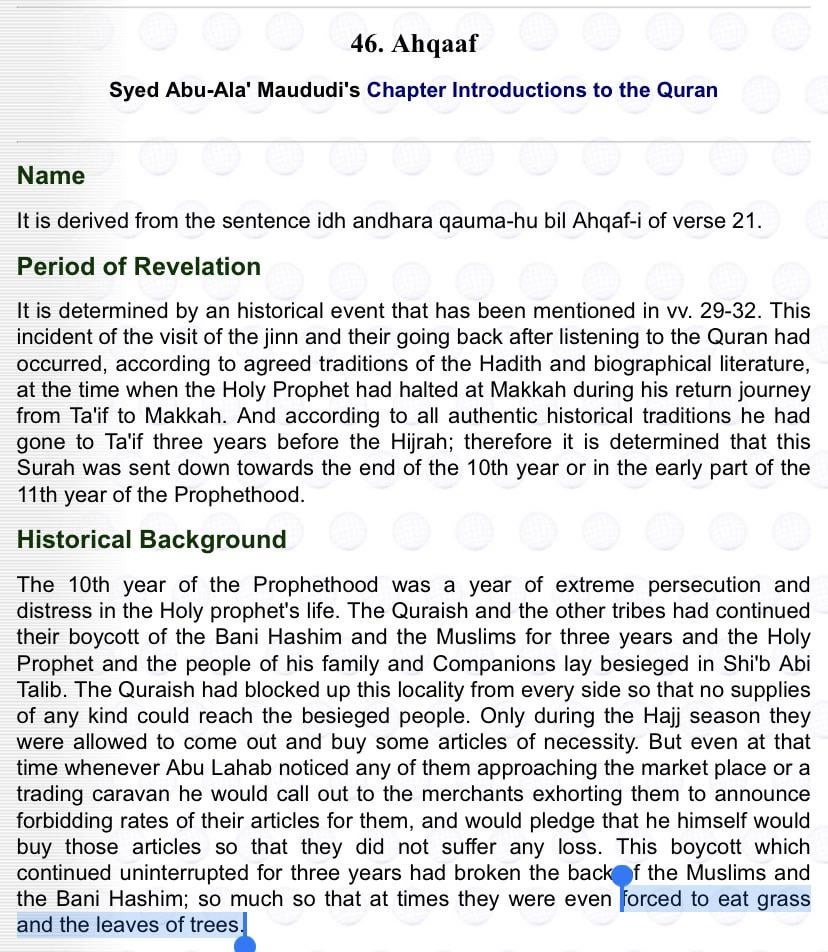 46. Ahqaaf
Syed Abu-Ala' Maududi's Chapter Introductions to the Quran
Name
It is derived from the sentence idh andhara qauma-hu bil Ahqaf-i of verse 21.
Period of Revelation
It is determined by an historical event that has been mentioned in vv. 29-32. This
incident of the visit of the jinn and their going back after listening to the Quran had
occurred, according to agreed traditions of the Hadith and biographical literature,
at the time when the Holy Prophet had halted at Makkah during his return journey
from Ta'if to Makkah. And according to all authentic historical traditions he had
gone to Ta'if three years before the Hijrah; therefore it is determined that this
Surah was sent down towards the end of the 10th year or in the early part of the
11th year of the Prophethood.
Historical Background
The 10th year of the Prophethood was a year of extreme persecution and
distress in the Holy prophet's life. The Quraish and the other tribes had continued
their boycott of the Bani Hashim and the Muslims for three years and the Holy
Prophet and the people of his family and Companions lay besieged in Shi'b Abi
Talib. The Quraish had blocked up this locality from every side so that no supplies
of any kind could reach the besieged people. Only during the Hajj season they
were allowed to come out and buy some articles of necessity. But even at that
time whenever Abu Lahab noticed any of them approaching the market place or a
trading caravan he would call out to the merchants exhorting them to announce
forbidding rates of their articles for them, and would pledge that he himself would
buy those articles so that they did not suffer any loss. This boycott which
continued uninterrupted for three years had broken the back of the Muslims and
the Bani Hashim; so much so that at times they were even forced to eat grass
and the leaves of trees.